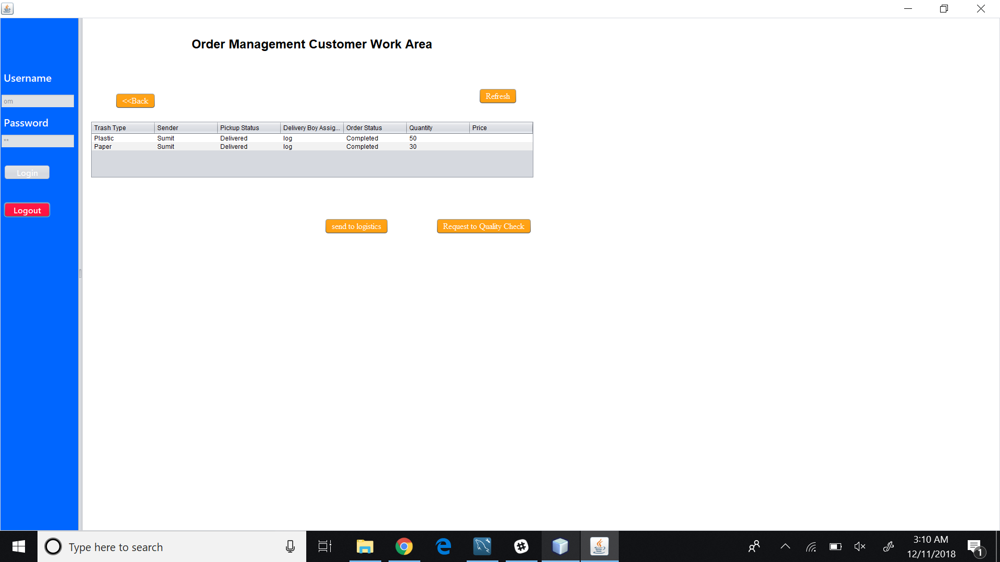 Order Management Customer Work Area
Username
om
Password
**
Login
Logout
<<Back
Refresh
Trash Type Sender Pickup Status Delivery Boy Assig... Order Status Quantity Price
Plastic Sumit Delivered log Completed 50
Paper Sumit Delivered log Completed 30
send to logistics Request to Quality Check
Type here to search
3:10 AM
12/11/2018
1